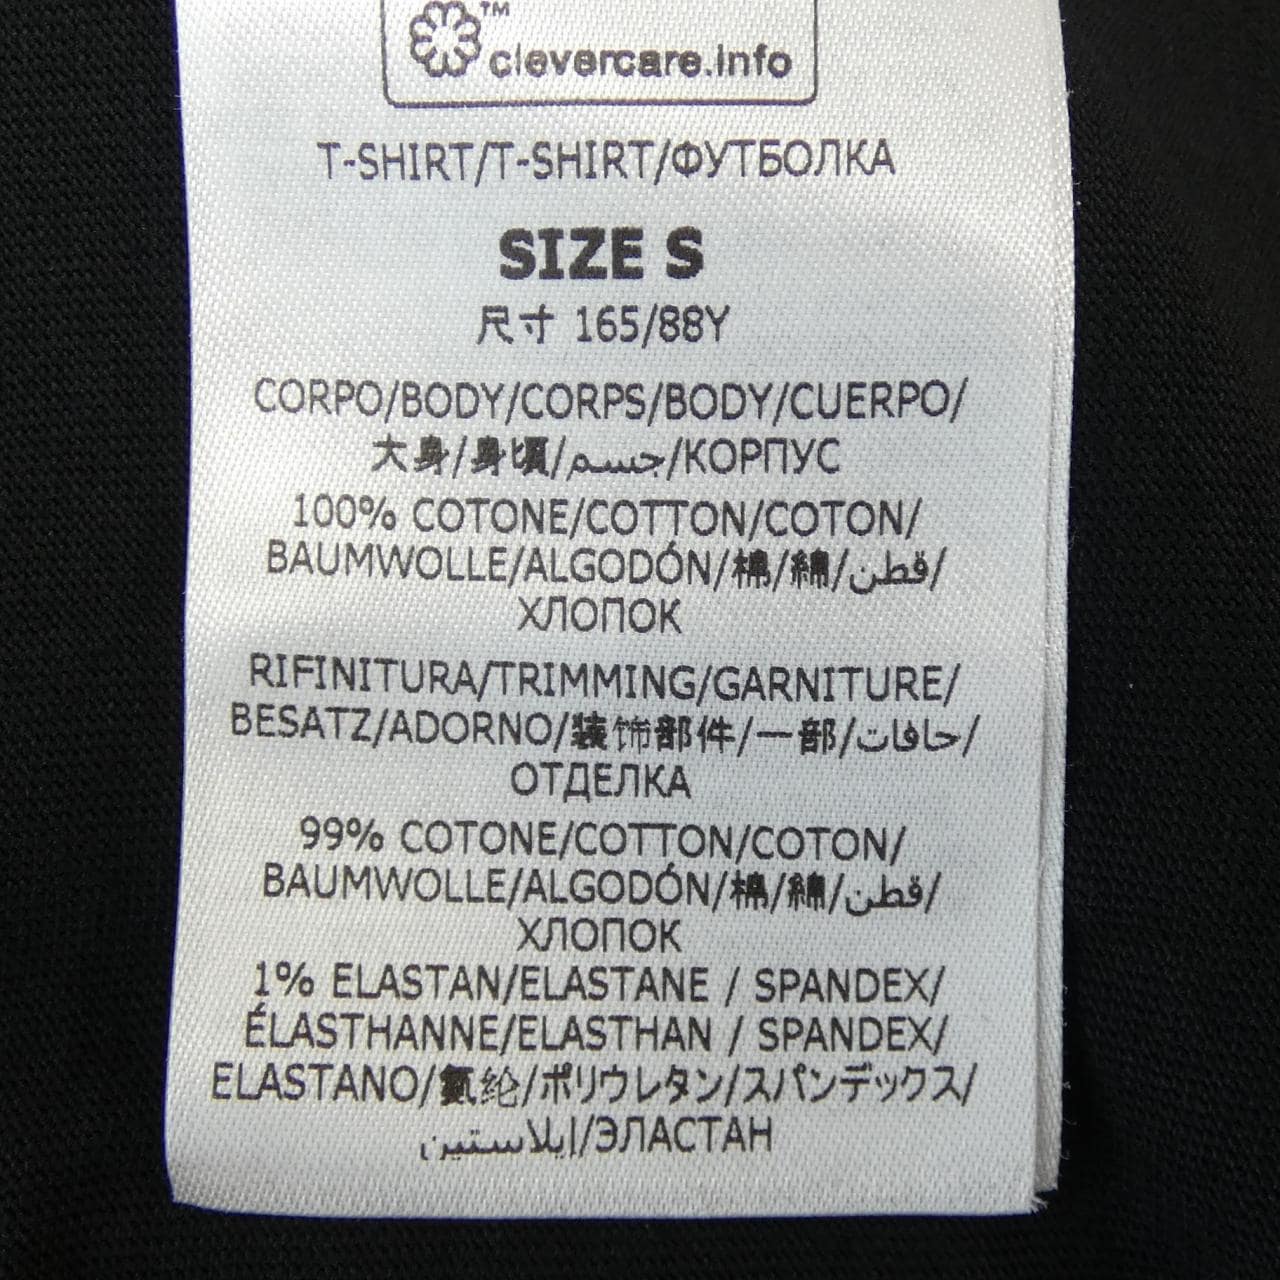 ™
clevercare.info
T-SHIRT/T-SHIRT/ФУТБОЛКА
SIZE S
尺寸 165/88Y
CORPO/BODY/CORPS/BODY/CUERPO/
大身/身頃/جسم/КОРПУС
100% COTONE/COTTON/COTON/
BAUMWOLLE/ALGODÓN/棉/綿/قطن/
ХЛОПОК
RIFINITURA/TRIMMING/GARNITURE/
BESATZ/ADORNO/装饰部件/一部/حافات/
ОТДЕЛКА
99% COTONE/COTTON/COTON/
BAUMWOLLE/ALGODÓN/棉/綿/قطن/
ХЛОПОК
1% ELASTAN/ELASTANE / SPANDEX/
ÉLASTHANNE/ELASTHAN / SPANDEX/
ELASTANO/氨纶/ポリウレタン/スパンデックス/
إيلاستين/ЭЛАСТАН